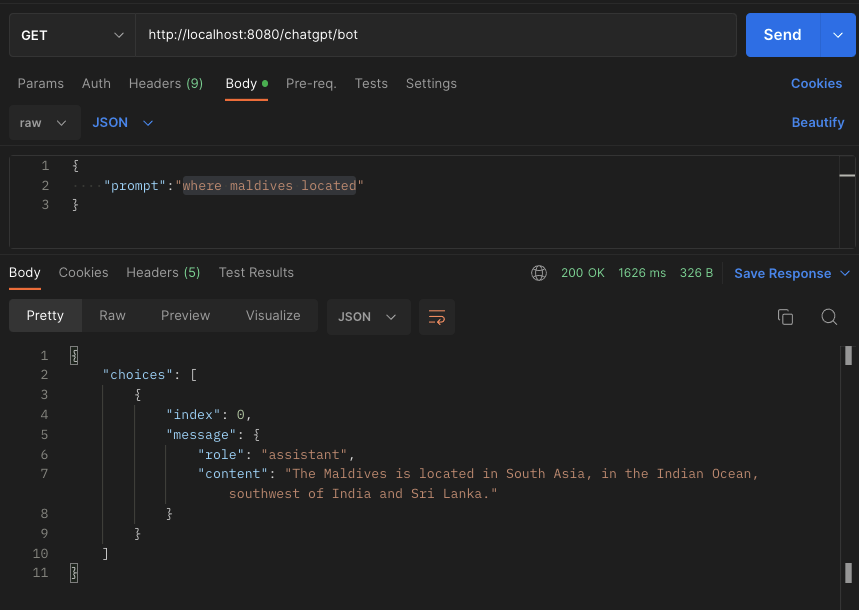 GET http://localhost:8080/chatgpt/bot Send
Params Auth Headers (9) Body Pre-req. Tests Settings Cookies
raw JSON Beautify
1 {
2 ····"prompt":"where maldives located"
3 }
Body Cookies Headers (5) Test Results 200 OK 1626 ms 326 B Save Response
Pretty Raw Preview Visualize JSON
1 {
2 "choices": [
3 {
4 "index": 0,
5 "message": {
6 "role": "assistant",
7 "content": "The Maldives is located in South Asia, in the Indian Ocean,
southwest of India and Sri Lanka."
8 }
9 }
10 ]
11 }